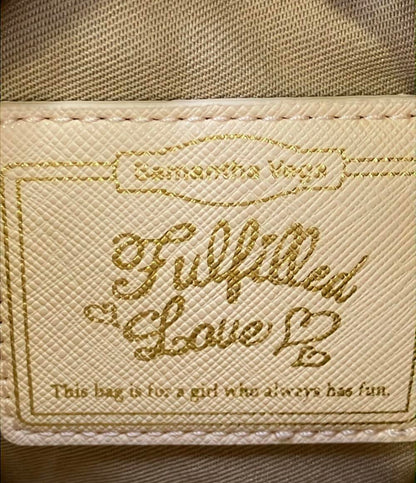 Samantha Vega
Fulfilled
Love
This bag is for a girl who always has fun.